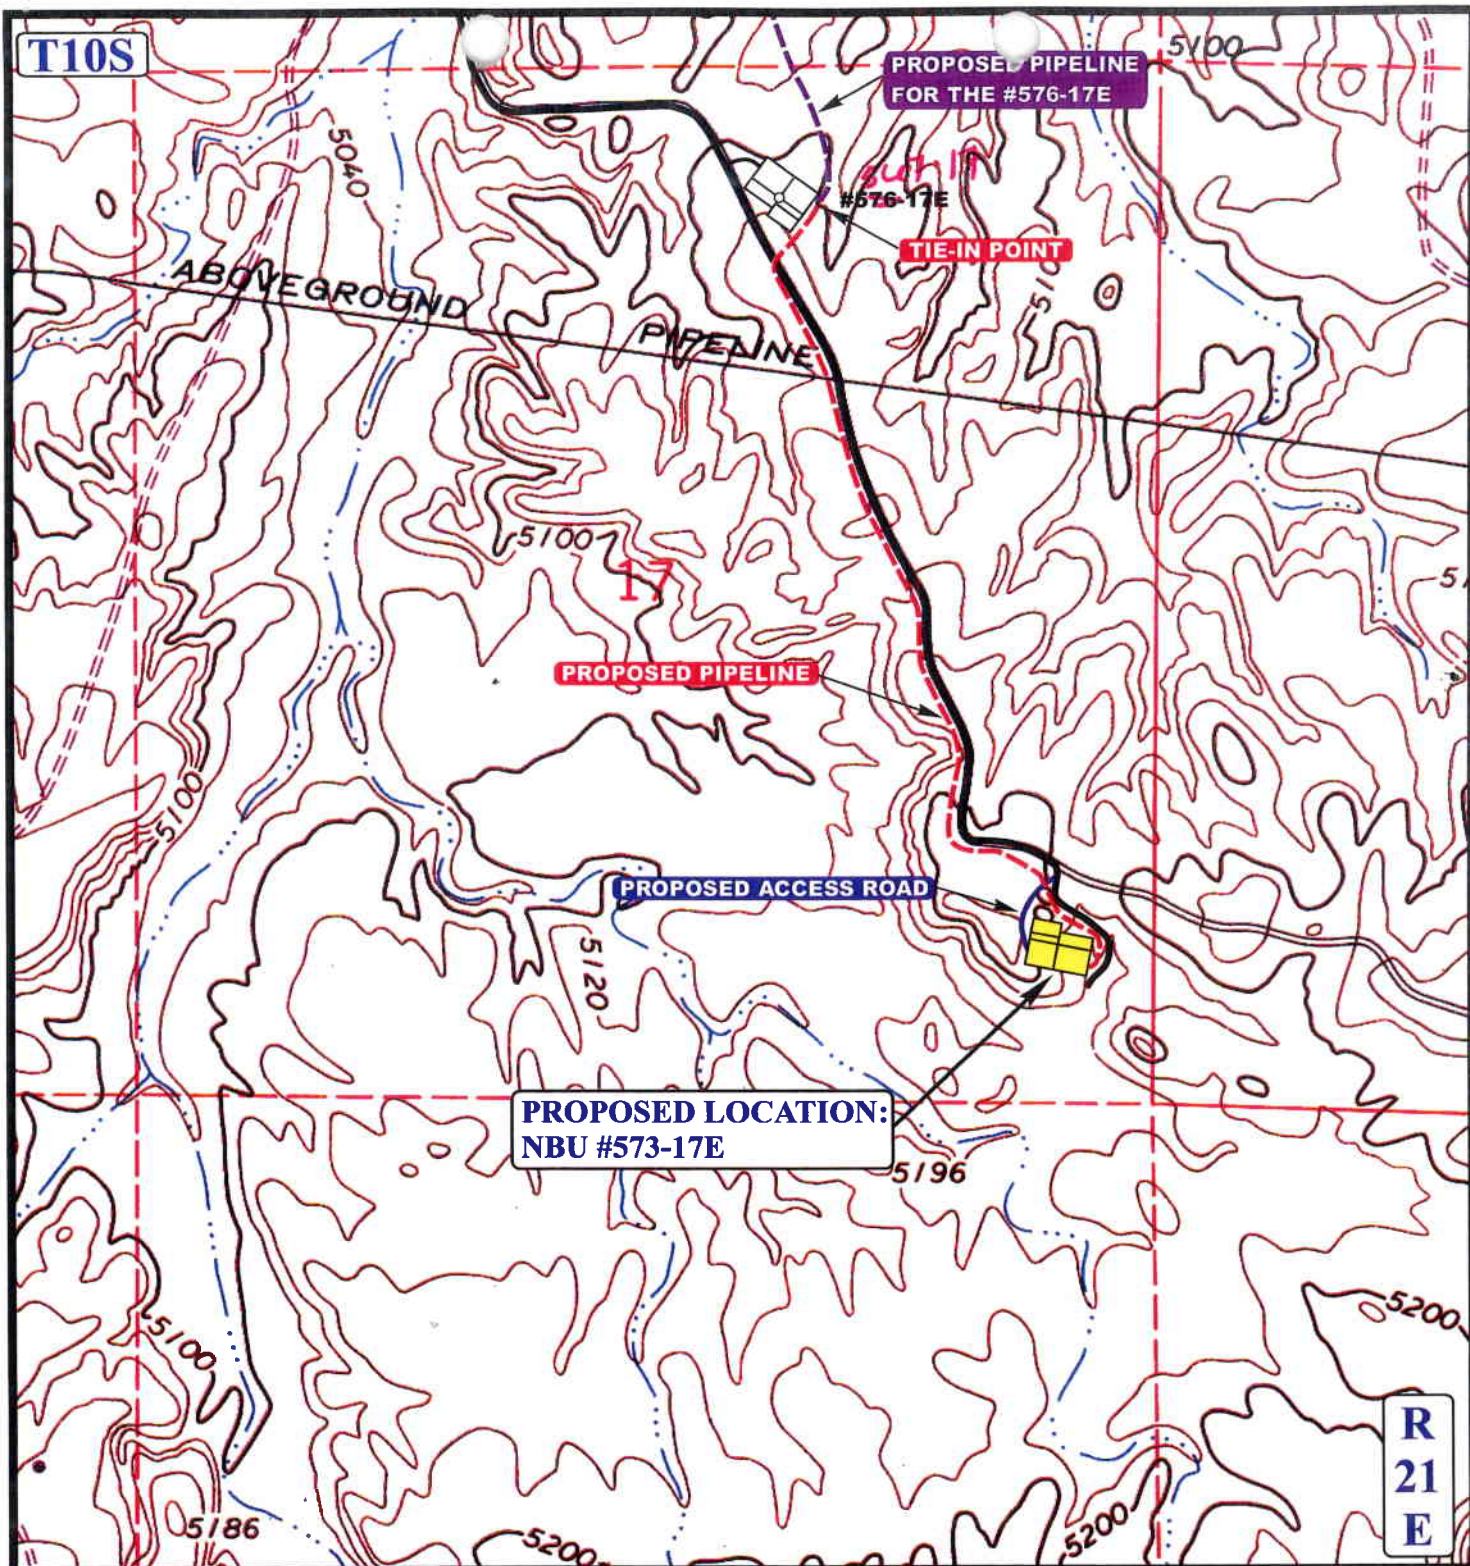 T10S
5100
PROPOSED PIPELINE
FOR THE #576-17E
5040
#576-17E
TIE-IN POINT
ABOVEGROUND PIPELINE
5100
17
PROPOSED PIPELINE
5100
PROPOSED ACCESS ROAD
5120
PROPOSED LOCATION:
NBU #573-17E
5196
5200
5100
R
21
E
5186
5200
5200